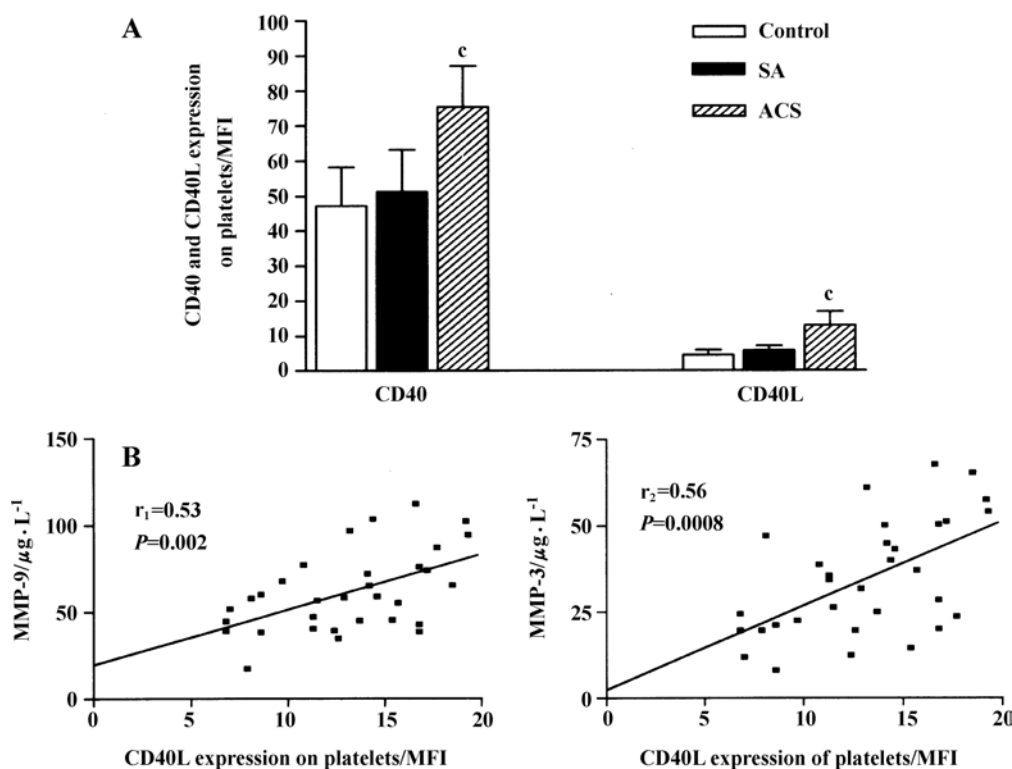 A
CD40 and CD40L expression
on platelets/MFI
100
90
80
70
60
50
40
30
20
10
0
c
c
CD40
CD40L
Control
SA
ACS
B
MMP-9/μg·L⁻¹
150
100
50
0
r₁=0.53
P=0.002
0 5 10 15 20
CD40L expression on platelets/MFI
MMP-3/μg·L⁻¹
75
50
25
0
r₂=0.56
P=0.0008
0 5 10 15 20
CD40L expression of platelets/MFI